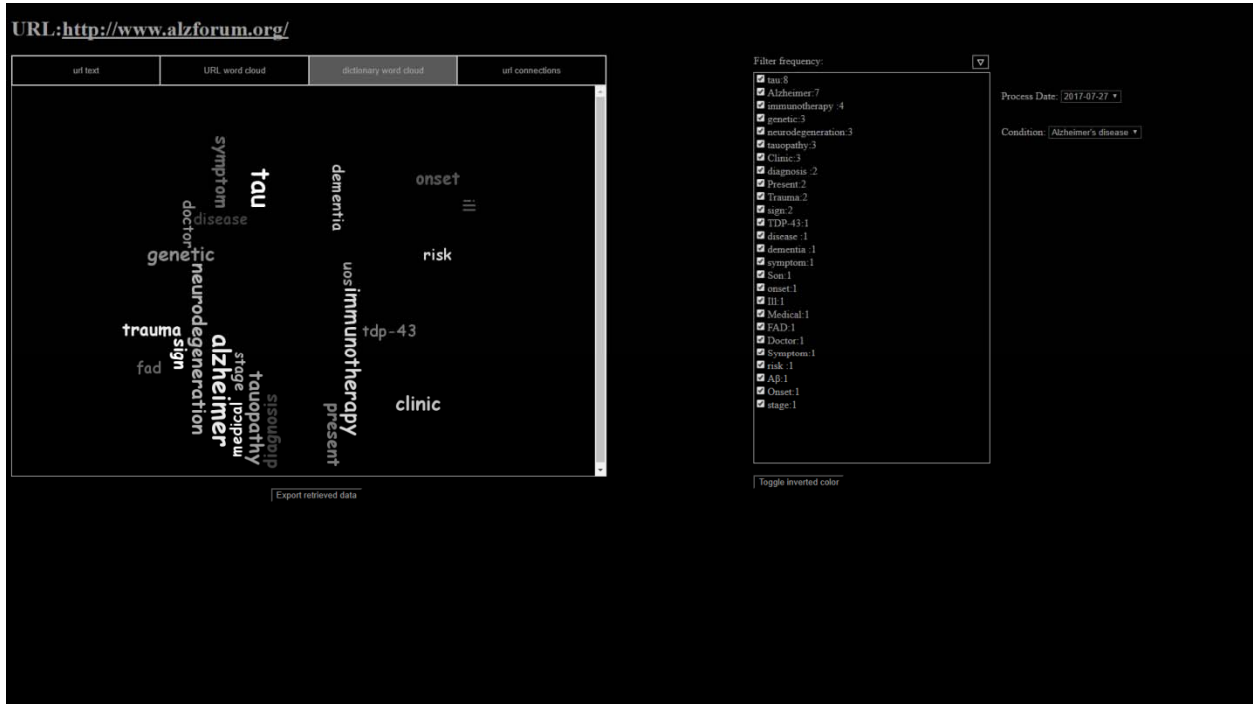 URL:http://www.alzforum.org/
url text
URL word cloud
dictionary word cloud
url connections
symptom
tau
dementia
onset
ill
doctor
disease
genetic
risk
neurodegeneration
son
immunotherapy
trauma
sign
tdp-43
alzheimer
fad
stage
tauopathy
medical
diagnosis
clinic
present
Export retrieved data
Filter frequency:
tau:8
Alzheimer:7
immunotherapy :4
genetic:3
neurodegeneration:3
tauopathy:3
Clinic:3
diagnosis :2
Present:2
Trauma:2
sign:2
TDP-43:1
disease :1
dementia :1
symptom:1
Son:1
onset:1
Ill:1
Medical:1
FAD:1
Doctor:1
Symptom:1
risk :1
Aβ:1
Onset:1
stage:1
Toggle inverted color
Process Date: 2017-07-27
Condition: Alzheimer's disease